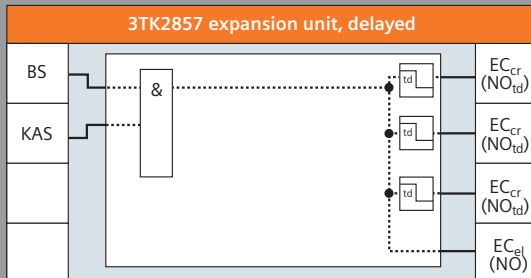 3TK2857 expansion unit, delayed
BS
KAS
&
td
td
td
ECcr
(NOtd)
ECcr
(NOtd)
ECcr
(NOtd)
ECel
(NO)